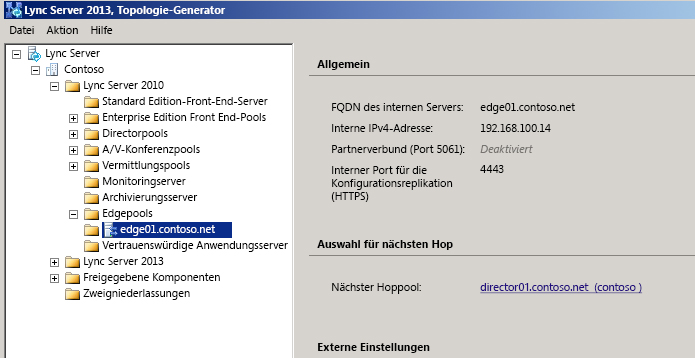 Lync Server 2013, Topologie-Generator
Datei Aktion Hilfe
Lync Server
Contoso
Lync Server 2010
Standard Edition-Front-End-Server
Enterprise Edition Front End-Pools
Directorpools
A/V-Konferenzpools
Vermittlungspools
Monitoringserver
Archivierungsserver
Edgepools
edge01.contoso.net
Vertrauenswürdige Anwendungsserver
Lync Server 2013
Freigegebene Komponenten
Zweigniederlassungen
Allgemein
FQDN des internen Servers: edge01.contoso.net
Interne IPv4-Adresse: 192.168.100.14
Partnerverbund (Port 5061): Deaktiviert
Interner Port für die 4443
Konfigurationsreplikation
(HTTPS)
Auswahl für nächsten Hop
Nächster Hoppool: director01.contoso.net (contoso )
Externe Einstellungen